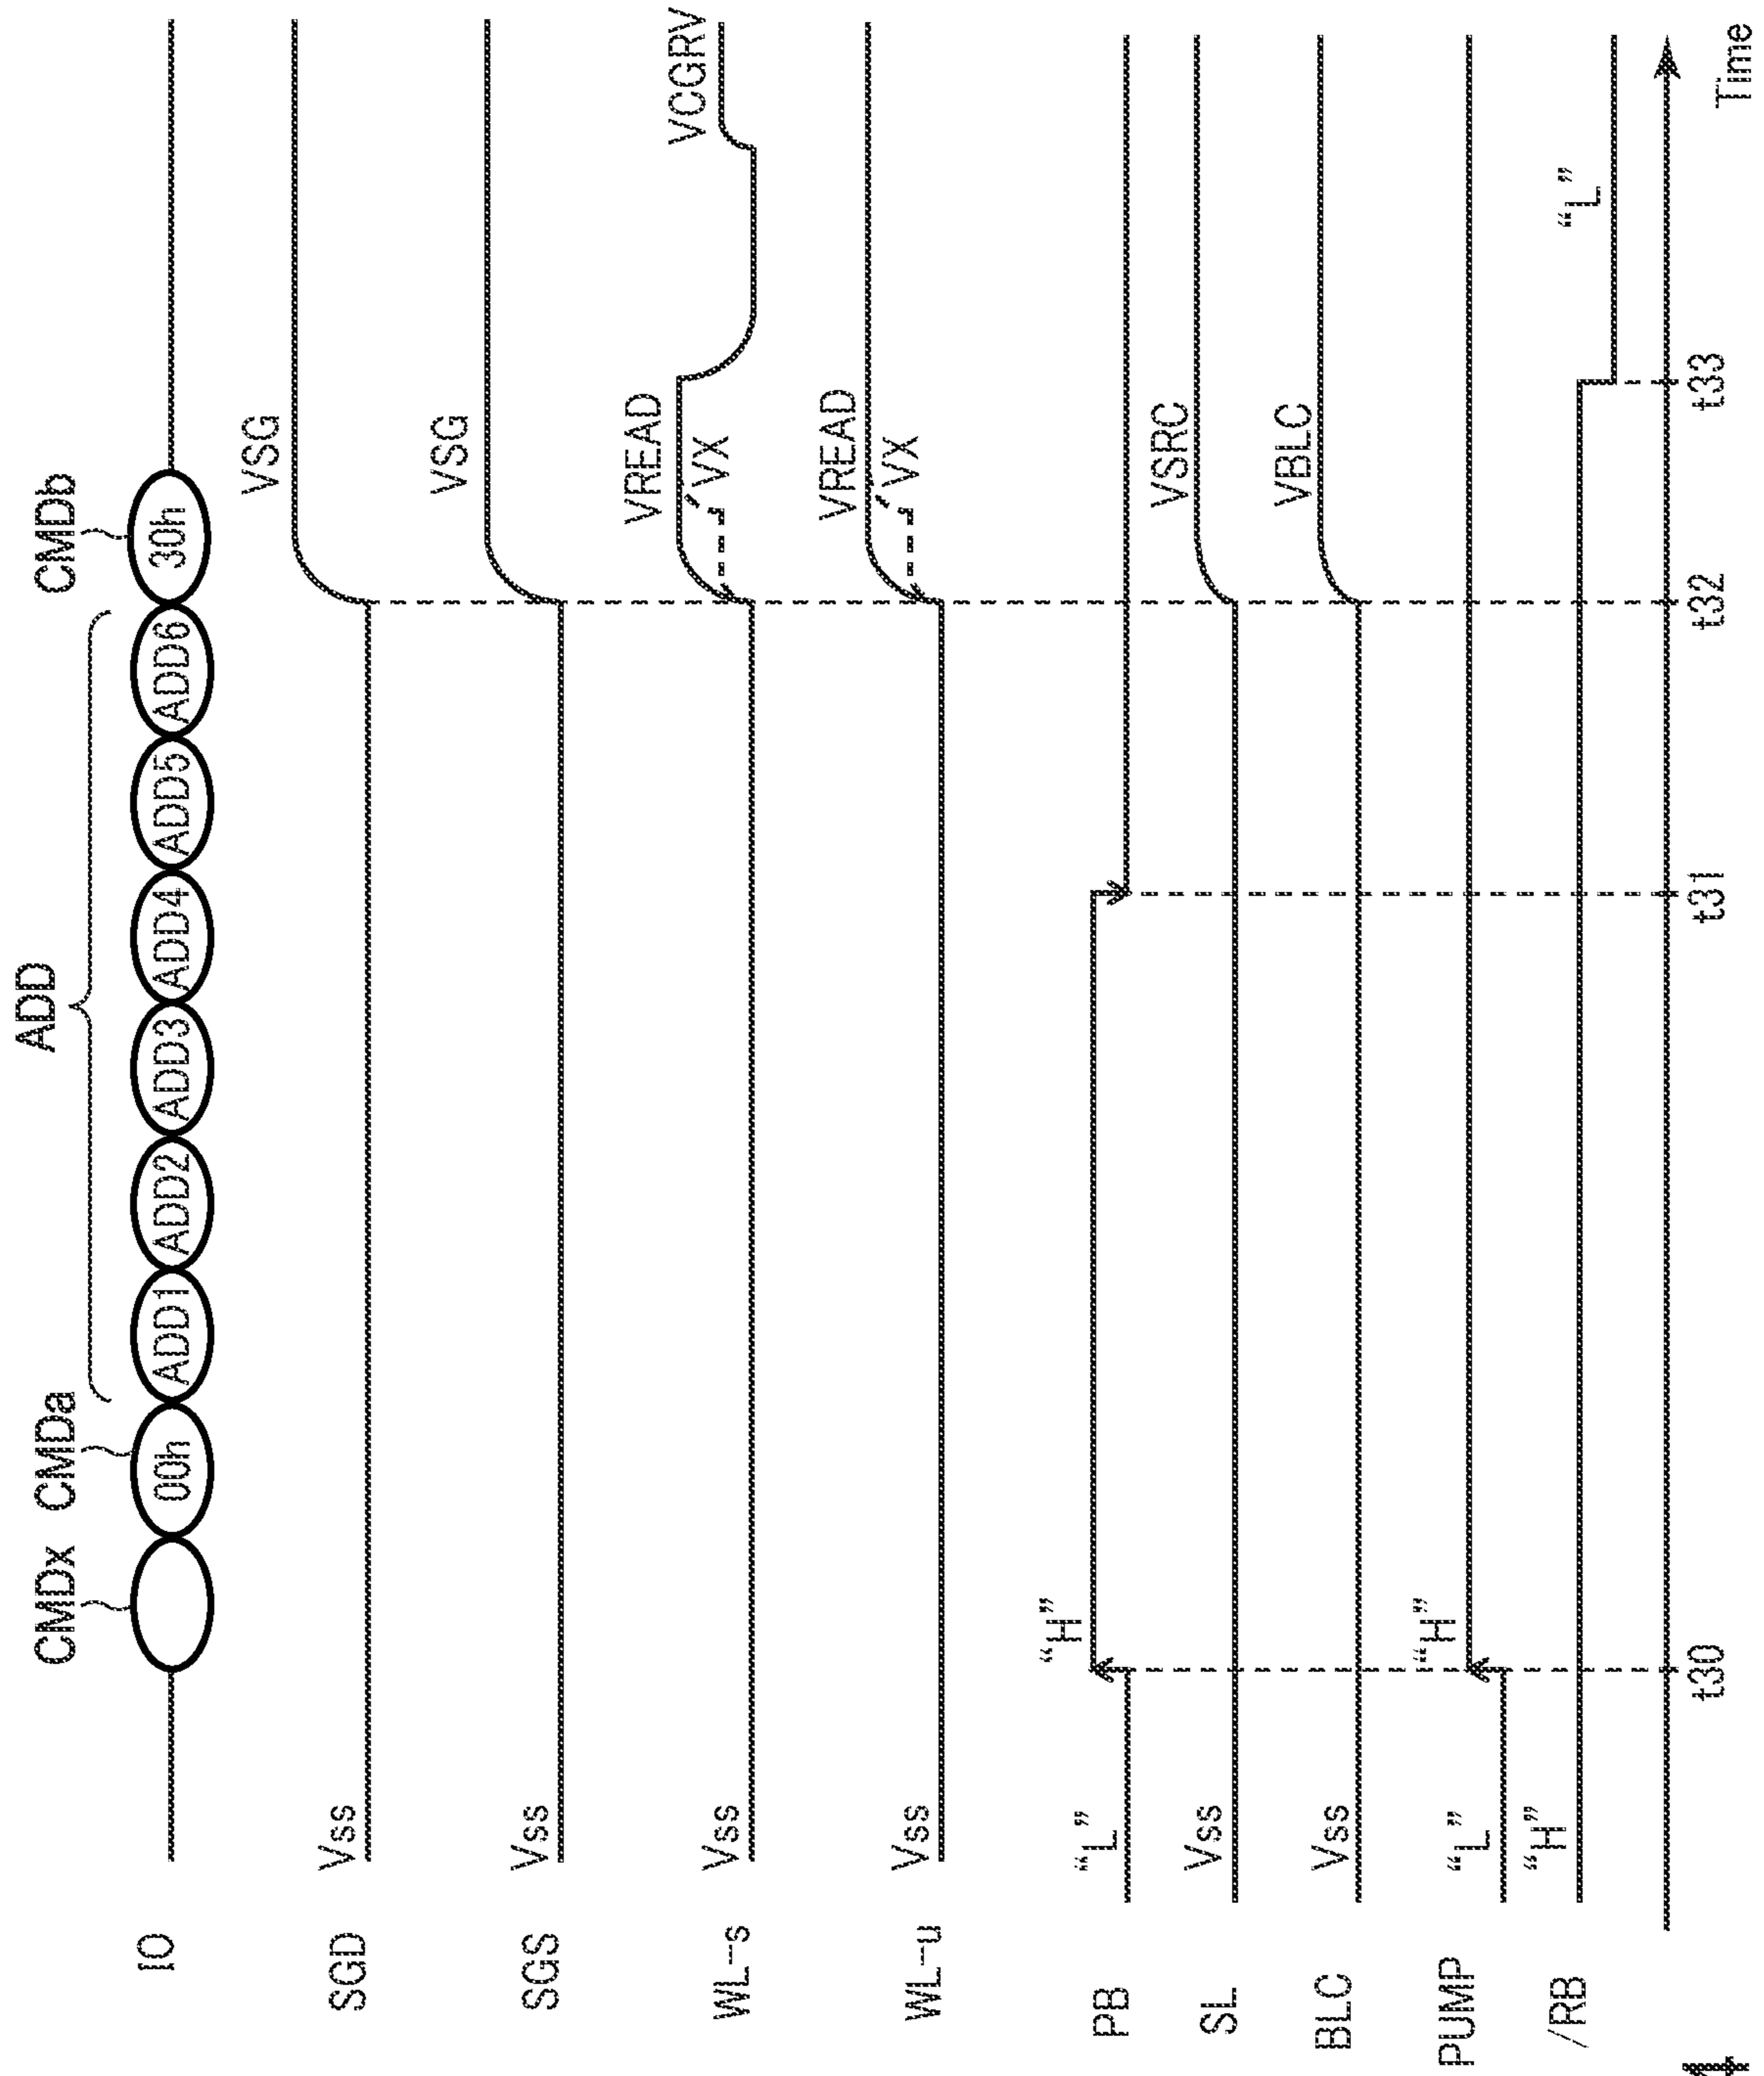 ADD
CMDx CMDa CMDb
IO 00h ADD1 ADD2 ADD3 ADD4 ADD5 ADD6 30h
VSG
SGD Vss
VSG
SGS Vss
VREAD VCGRV
VX
WL-s Vss
VREAD
VX
WL-u Vss
"H"
PB "L"
VSRC
SL Vss
VBLC
BLC Vss
"H"
PUMP "L"
/RB "H" "L"
t30 t31 t32 t33
Time
4